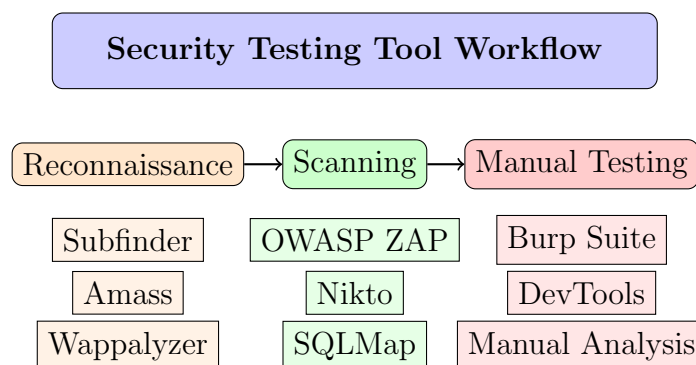 Security Testing Tool Workflow
Reconnaissance Scanning Manual Testing
Subfinder OWASP ZAP Burp Suite
Amass Nikto DevTools
Wappalyzer SQLMap Manual Analysis